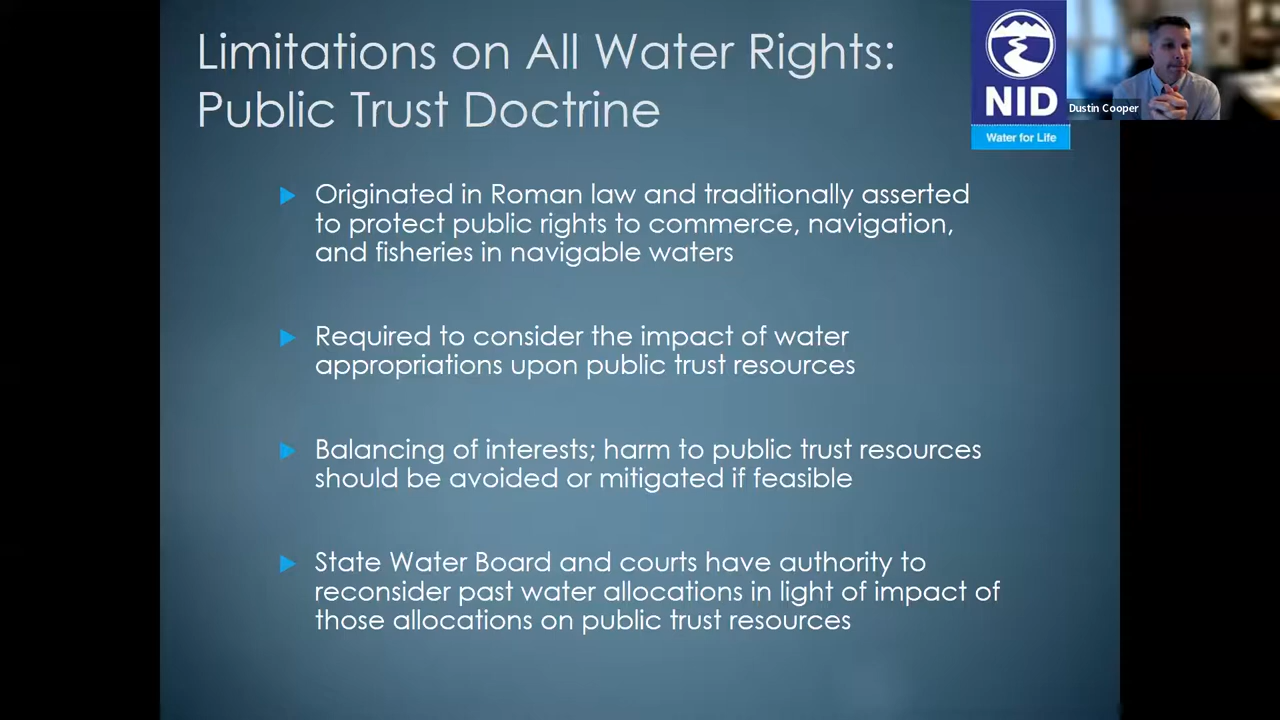 Limitations on All Water Rights:
Public Trust Doctrine
NID
Water for Life
Dustin Cooper
Originated in Roman law and traditionally asserted
to protect public rights to commerce, navigation,
and fisheries in navigable waters
Required to consider the impact of water
appropriations upon public trust resources
Balancing of interests; harm to public trust resources
should be avoided or mitigated if feasible
State Water Board and courts have authority to
reconsider past water allocations in light of impact of
those allocations on public trust resources